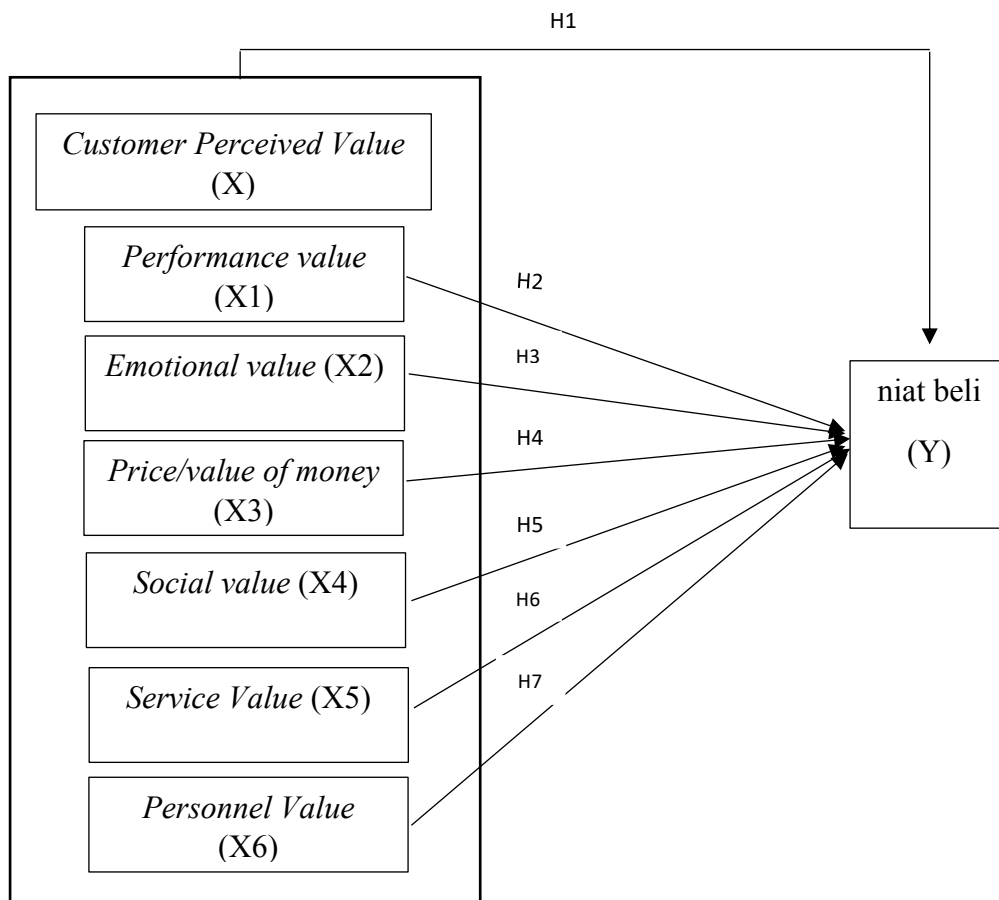 H1
Customer Perceived Value
(X)
Performance value
(X1)
H2
Emotional value (X2)
H3
niat beli
(Y)
Price/value of money
(X3)
H4
Social value (X4)
H5
Service Value (X5)
H6
Personnel Value
(X6)
H7